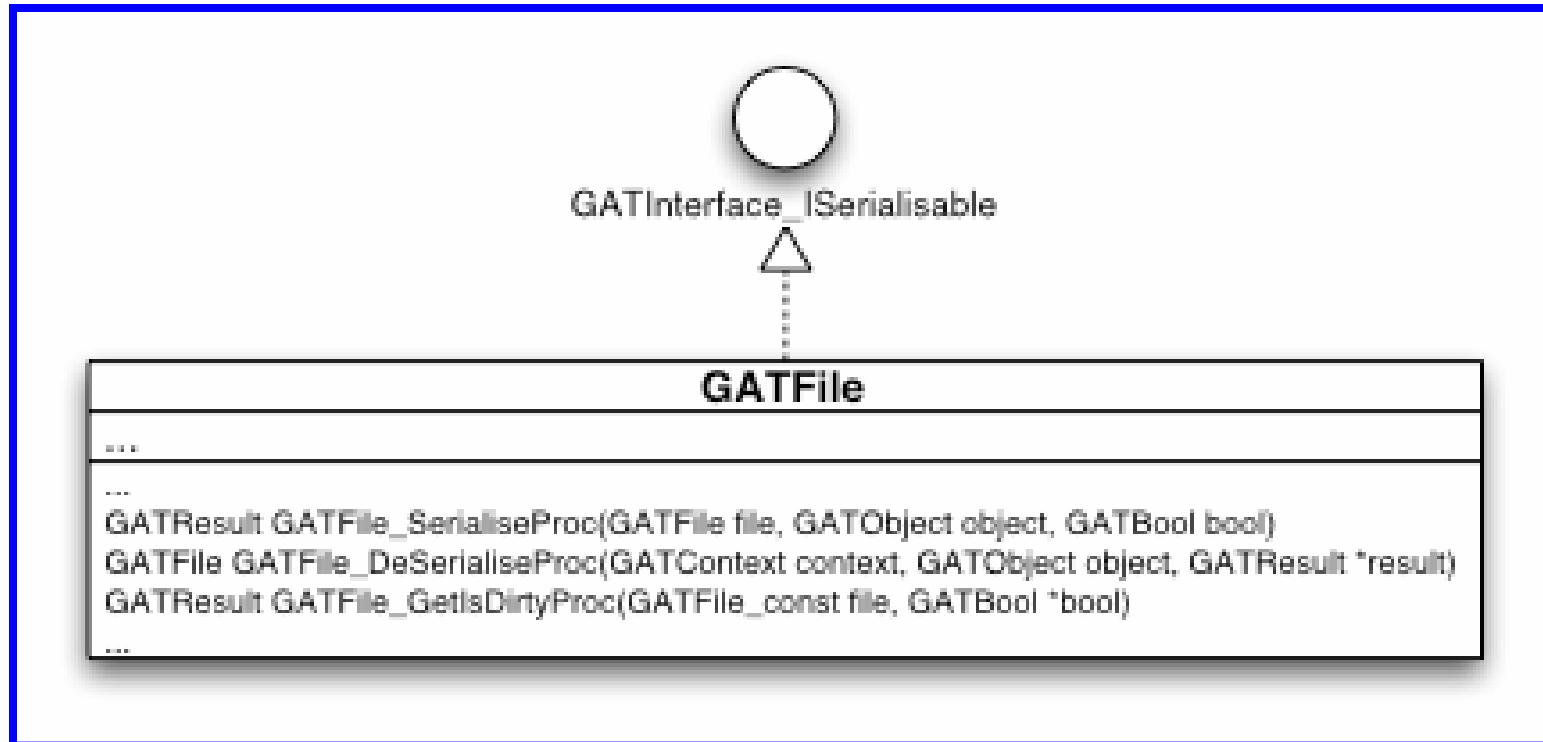 GATInterface_ISerialisable
GATFile
...
...
GATResult GATFile_SerialiseProc(GATFile file, GATObject object, GATBool bool)
GATFile GATFile_DeSerialiseProc(GATContext context, GATObject object, GATResult *result)
GATResult GATFile_GetIsDirtyProc(GATFile_const file, GATBool *bool)
...